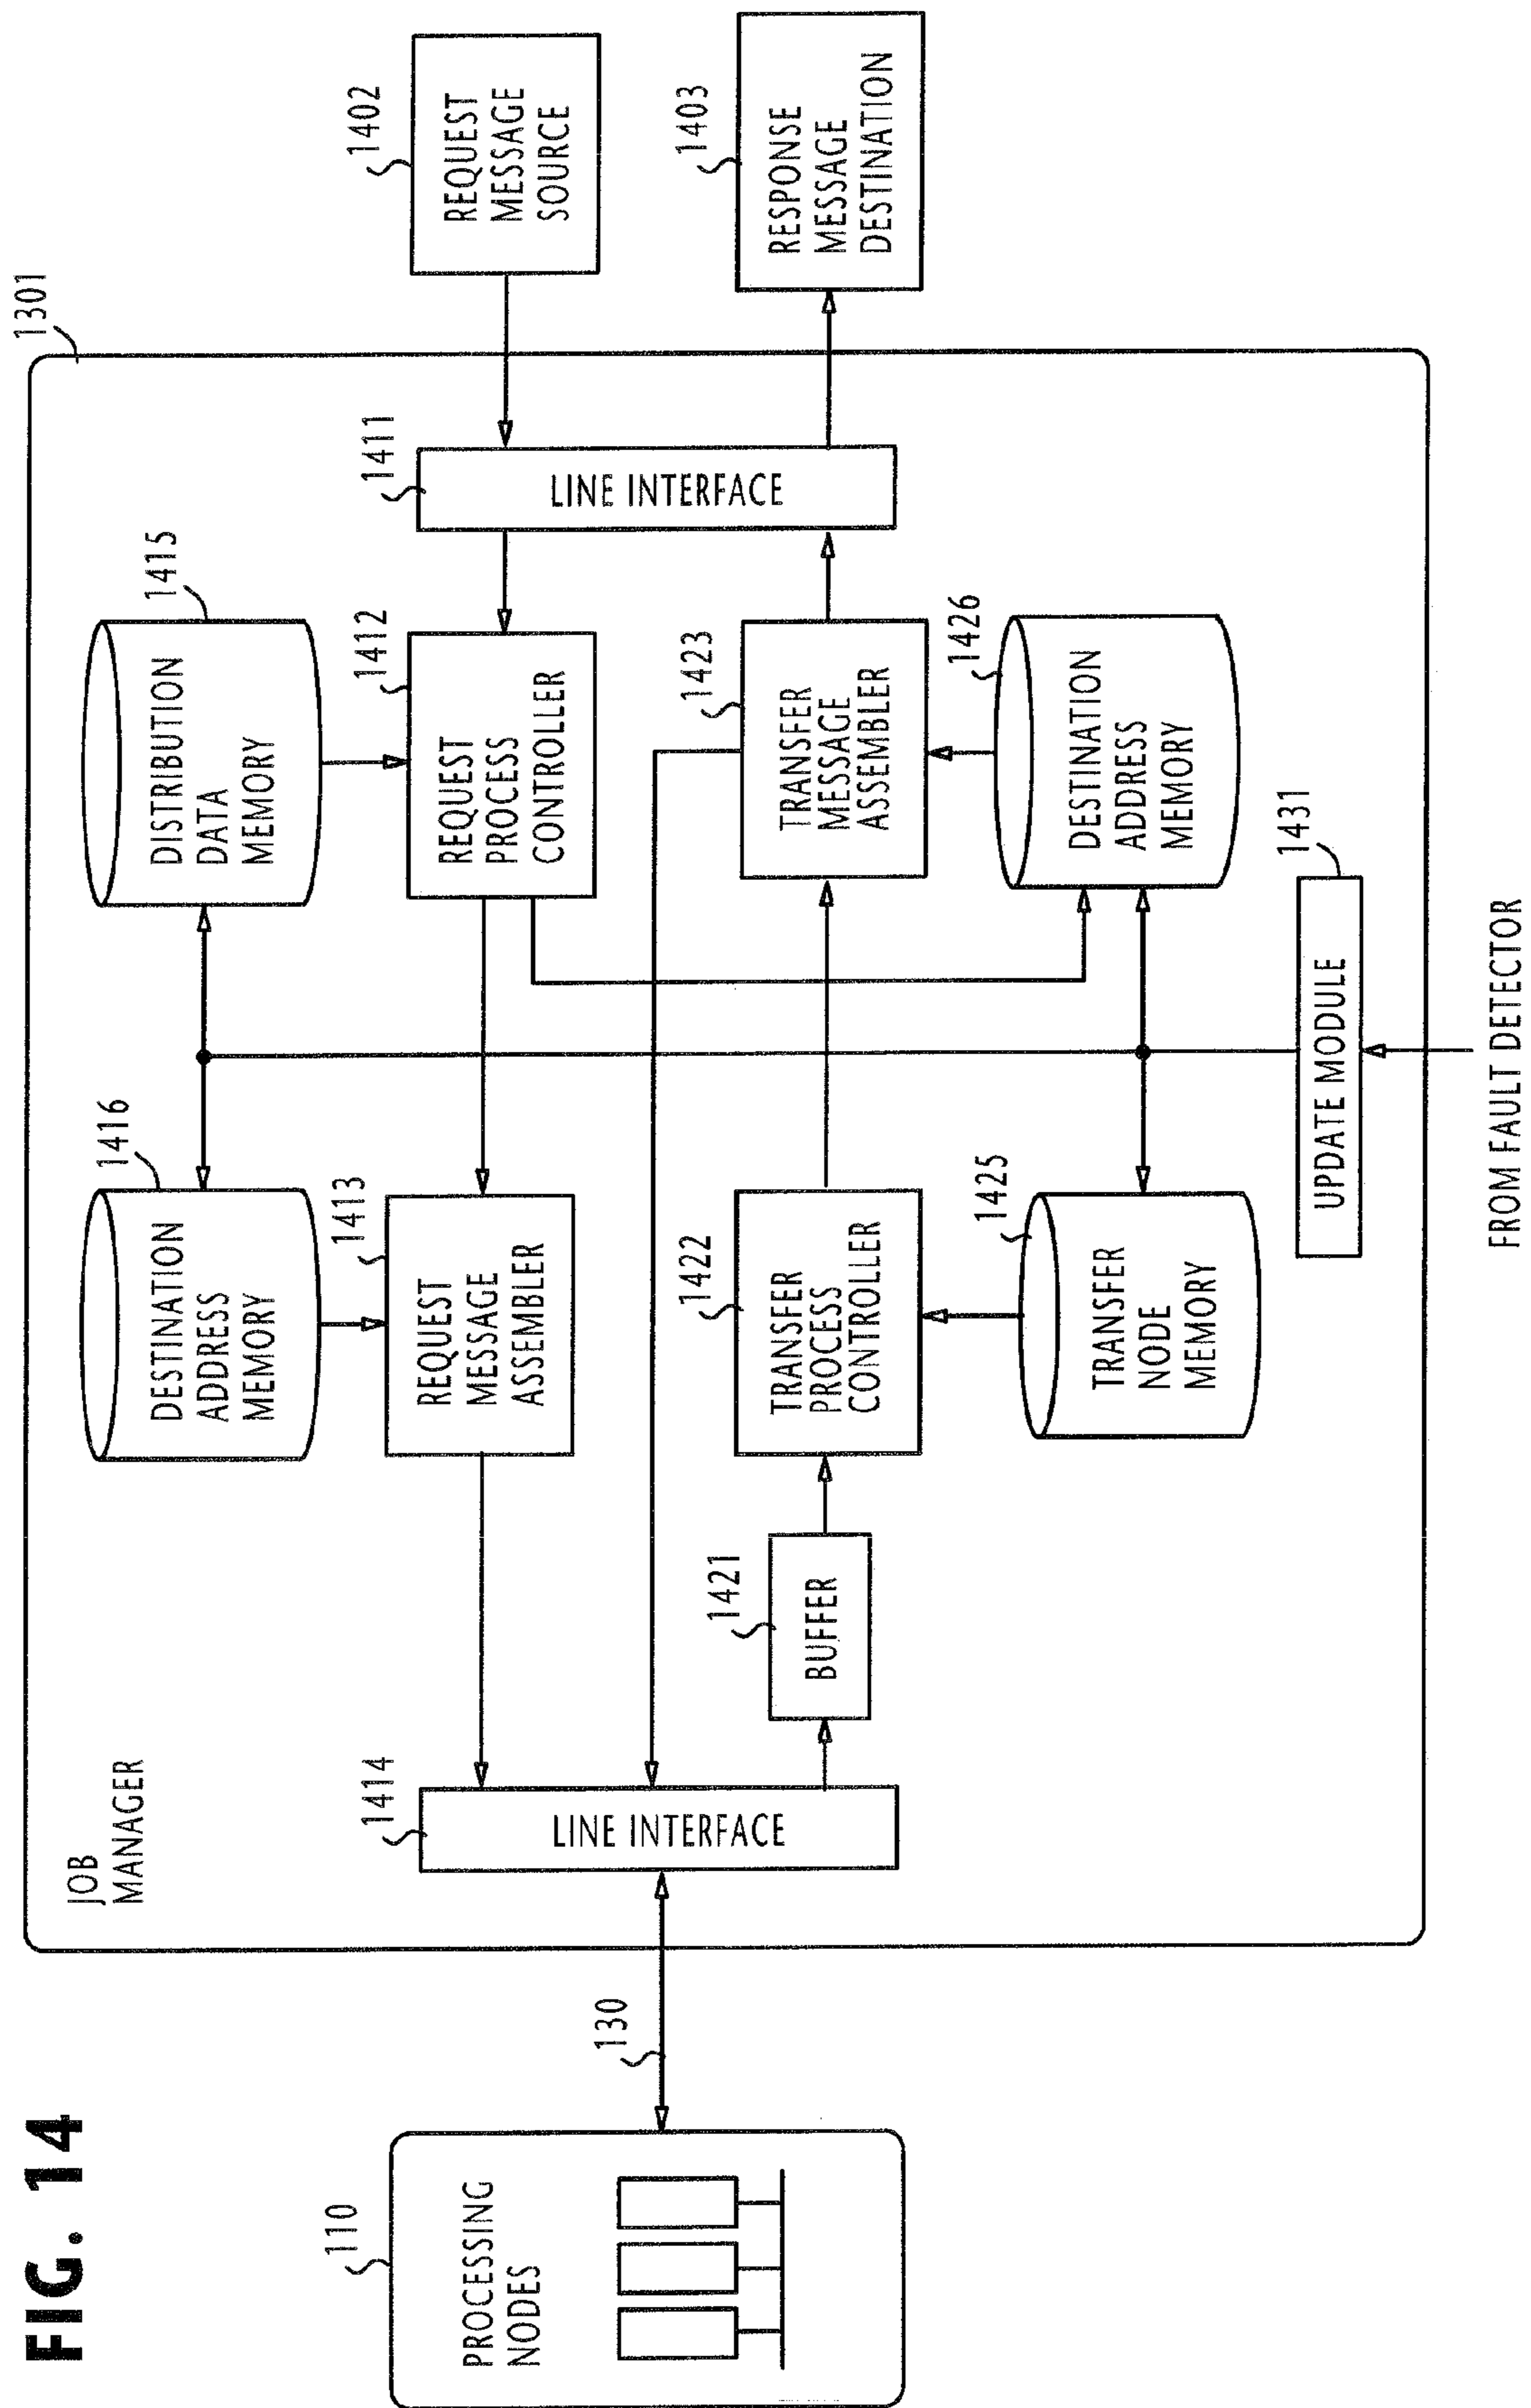 FIG. 14
110
PROCESSING
NODES
130
JOB
MANAGER
1301
1414
LINE INTERFACE
1416
DESTINATION
ADDRESS
MEMORY
1413
REQUEST
MESSAGE
ASSEMBLER
1415
DISTRIBUTION
DATA
MEMORY
1412
REQUEST
PROCESS
CONTROLLER
1411
LINE INTERFACE
1402
REQUEST
MESSAGE
SOURCE
1403
RESPONSE
MESSAGE
DESTINATION
1421
BUFFER
1422
TRANSFER
PROCESS
CONTROLLER
1423
TRANSFER
MESSAGE
ASSEMBLER
1425
TRANSFER
NODE
MEMORY
1426
DESTINATION
ADDRESS
MEMORY
1431
UPDATE MODULE
FROM FAULT DETECTOR